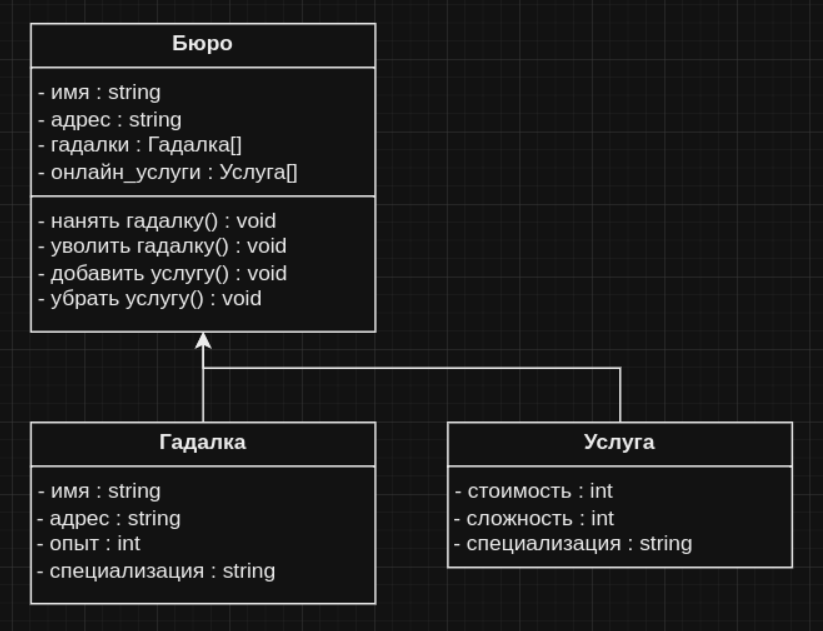 Бюро
- имя : string
- адрес : string
- гадалки : Гадалка[]
- онлайн_услуги : Услуга[]
- нанять гадалку() : void
- уволить гадалку() : void
- добавить услугу() : void
- убрать услугу() : void
Гадалка
- имя : string
- адрес : string
- опыт : int
- специализация : string
Услуга
- стоимость : int
- сложность : int
- специализация : string